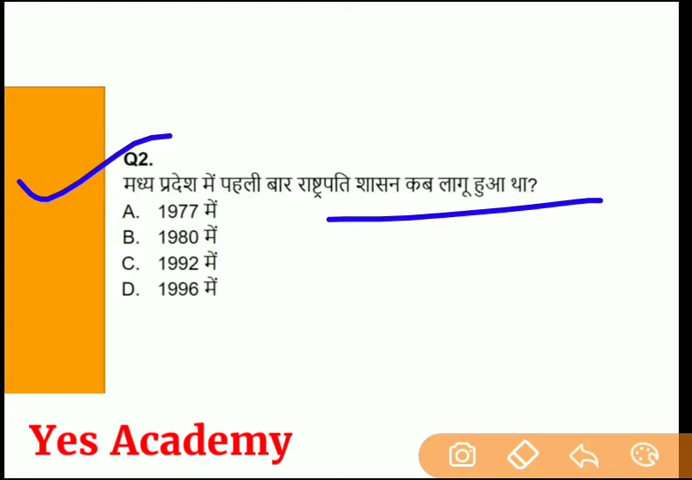 Q2.
मध्य प्रदेश में पहली बार राष्ट्रपति शासन कब लागू हुआ था?
A. 1977 में
B. 1980 में
C. 1992 में
D. 1996 में
Yes Academy